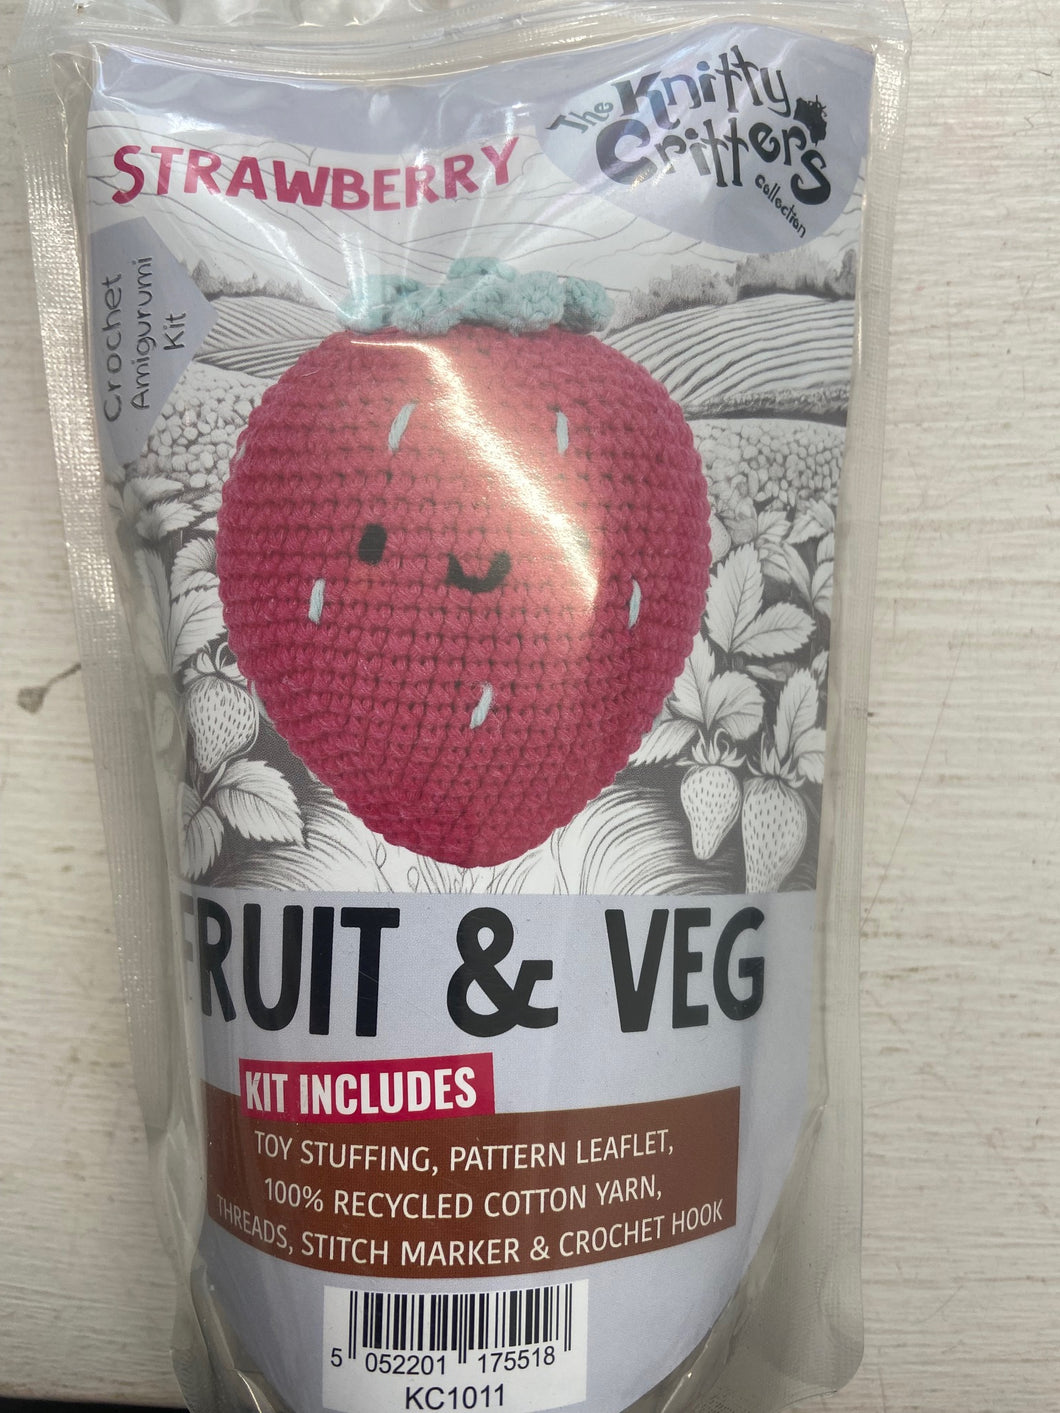 The Knitty
Critters
Collection
STRAWBERRY
Crochet
Amigurumi
Kit
FRUIT & VEG
KIT INCLUDES
TOY STUFFING, PATTERN LEAFLET,
100% RECYCLED COTTON YARN,
THREADS, STITCH MARKER & CROCHET HOOK
5 052201 175518
KC1011